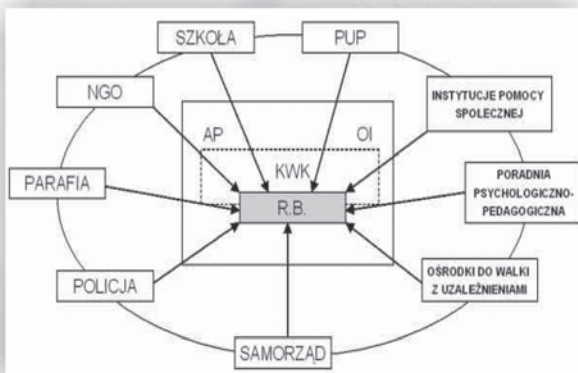 SZKOŁA
PUP
NGO
INSTYTUCJE POMOCY
SPOŁECZNEJ
AP
OI
KWK
PARAFIA
R.B.
PORADNIA
PSYCHOLOGICZNO-
PEDAGOGICZNA
POLICJA
OŚRODKI DO WALKI
Z UZALEŻNIENIAMI
SAMORZĄD